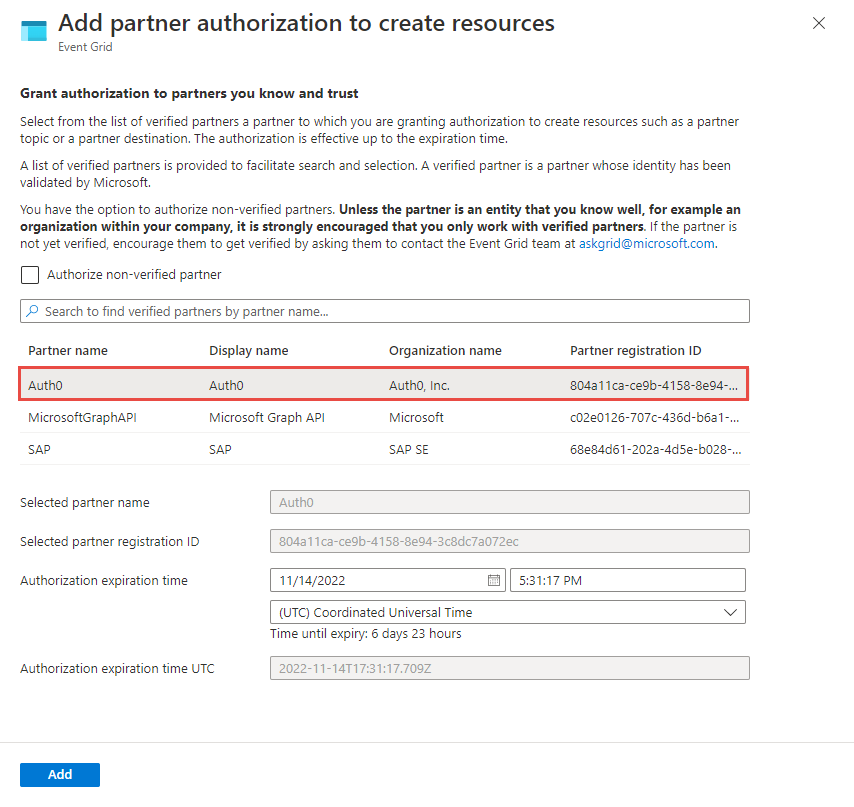 Add partner authorization to create resources
Event Grid
Grant authorization to partners you know and trust
Select from the list of verified partners a partner to which you are granting authorization to create resources such as a partner
topic or a partner destination. The authorization is effective up to the expiration time.
A list of verified partners is provided to facilitate search and selection. A verified partner is a partner whose identity has been
validated by Microsoft.
You have the option to authorize non-verified partners. Unless the partner is an entity that you know well, for example an
organization within your company, it is strongly encouraged that you only work with verified partners. If the partner is
not yet verified, encourage them to get verified by asking them to contact the Event Grid team at askgrid@microsoft.com.
Authorize non-verified partner
Search to find verified partners by partner name...
Partner name Display name Organization name Partner registration ID
Auth0 Auth0 Auth0, Inc. 804a11ca-ce9b-4158-8e94-...
MicrosoftGraphAPI Microsoft Graph API Microsoft c02e0126-707c-436d-b6a1-...
SAP SAP SAP SE 68e84d61-202a-4d5e-b028-...
Selected partner name Auth0
Selected partner registration ID 804a11ca-ce9b-4158-8e94-3c8dc7a072ec
Authorization expiration time 11/14/2022 5:31:17 PM
(UTC) Coordinated Universal Time
Time until expiry: 6 days 23 hours
Authorization expiration time UTC 2022-11-14T17:31:17.709Z
Add